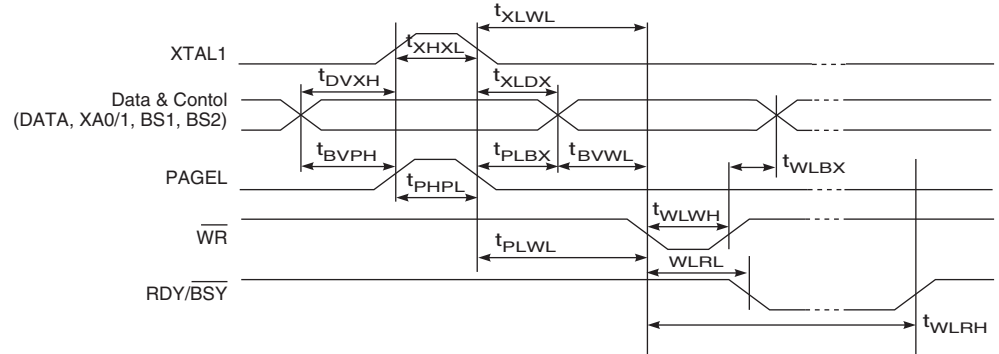 tXLWL
XTAL1
tXHXL
tDVXH
tXLDX
Data & Contol
(DATA, XA0/1, BS1, BS2)
tBVPH
tPLBX
tBVWL
tWLBX
PAGEL
tPHPL
tWLWH
WR
tPLWL
WLRL
RDY/BSY
tWLRH